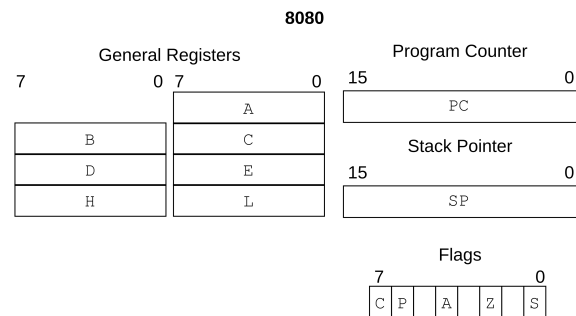 8080
General Registers
7 0 7 0
A
B C
D E
H L
Program Counter
15 0
PC
Stack Pointer
15 0
SP
Flags
7 0
C P A Z S